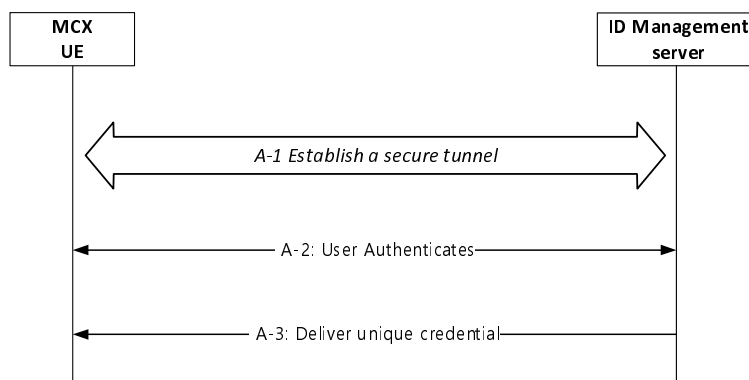 MCX
UE
ID Management
server
A-1 Establish a secure tunnel
A-2: User Authenticates
A-3: Deliver unique credential